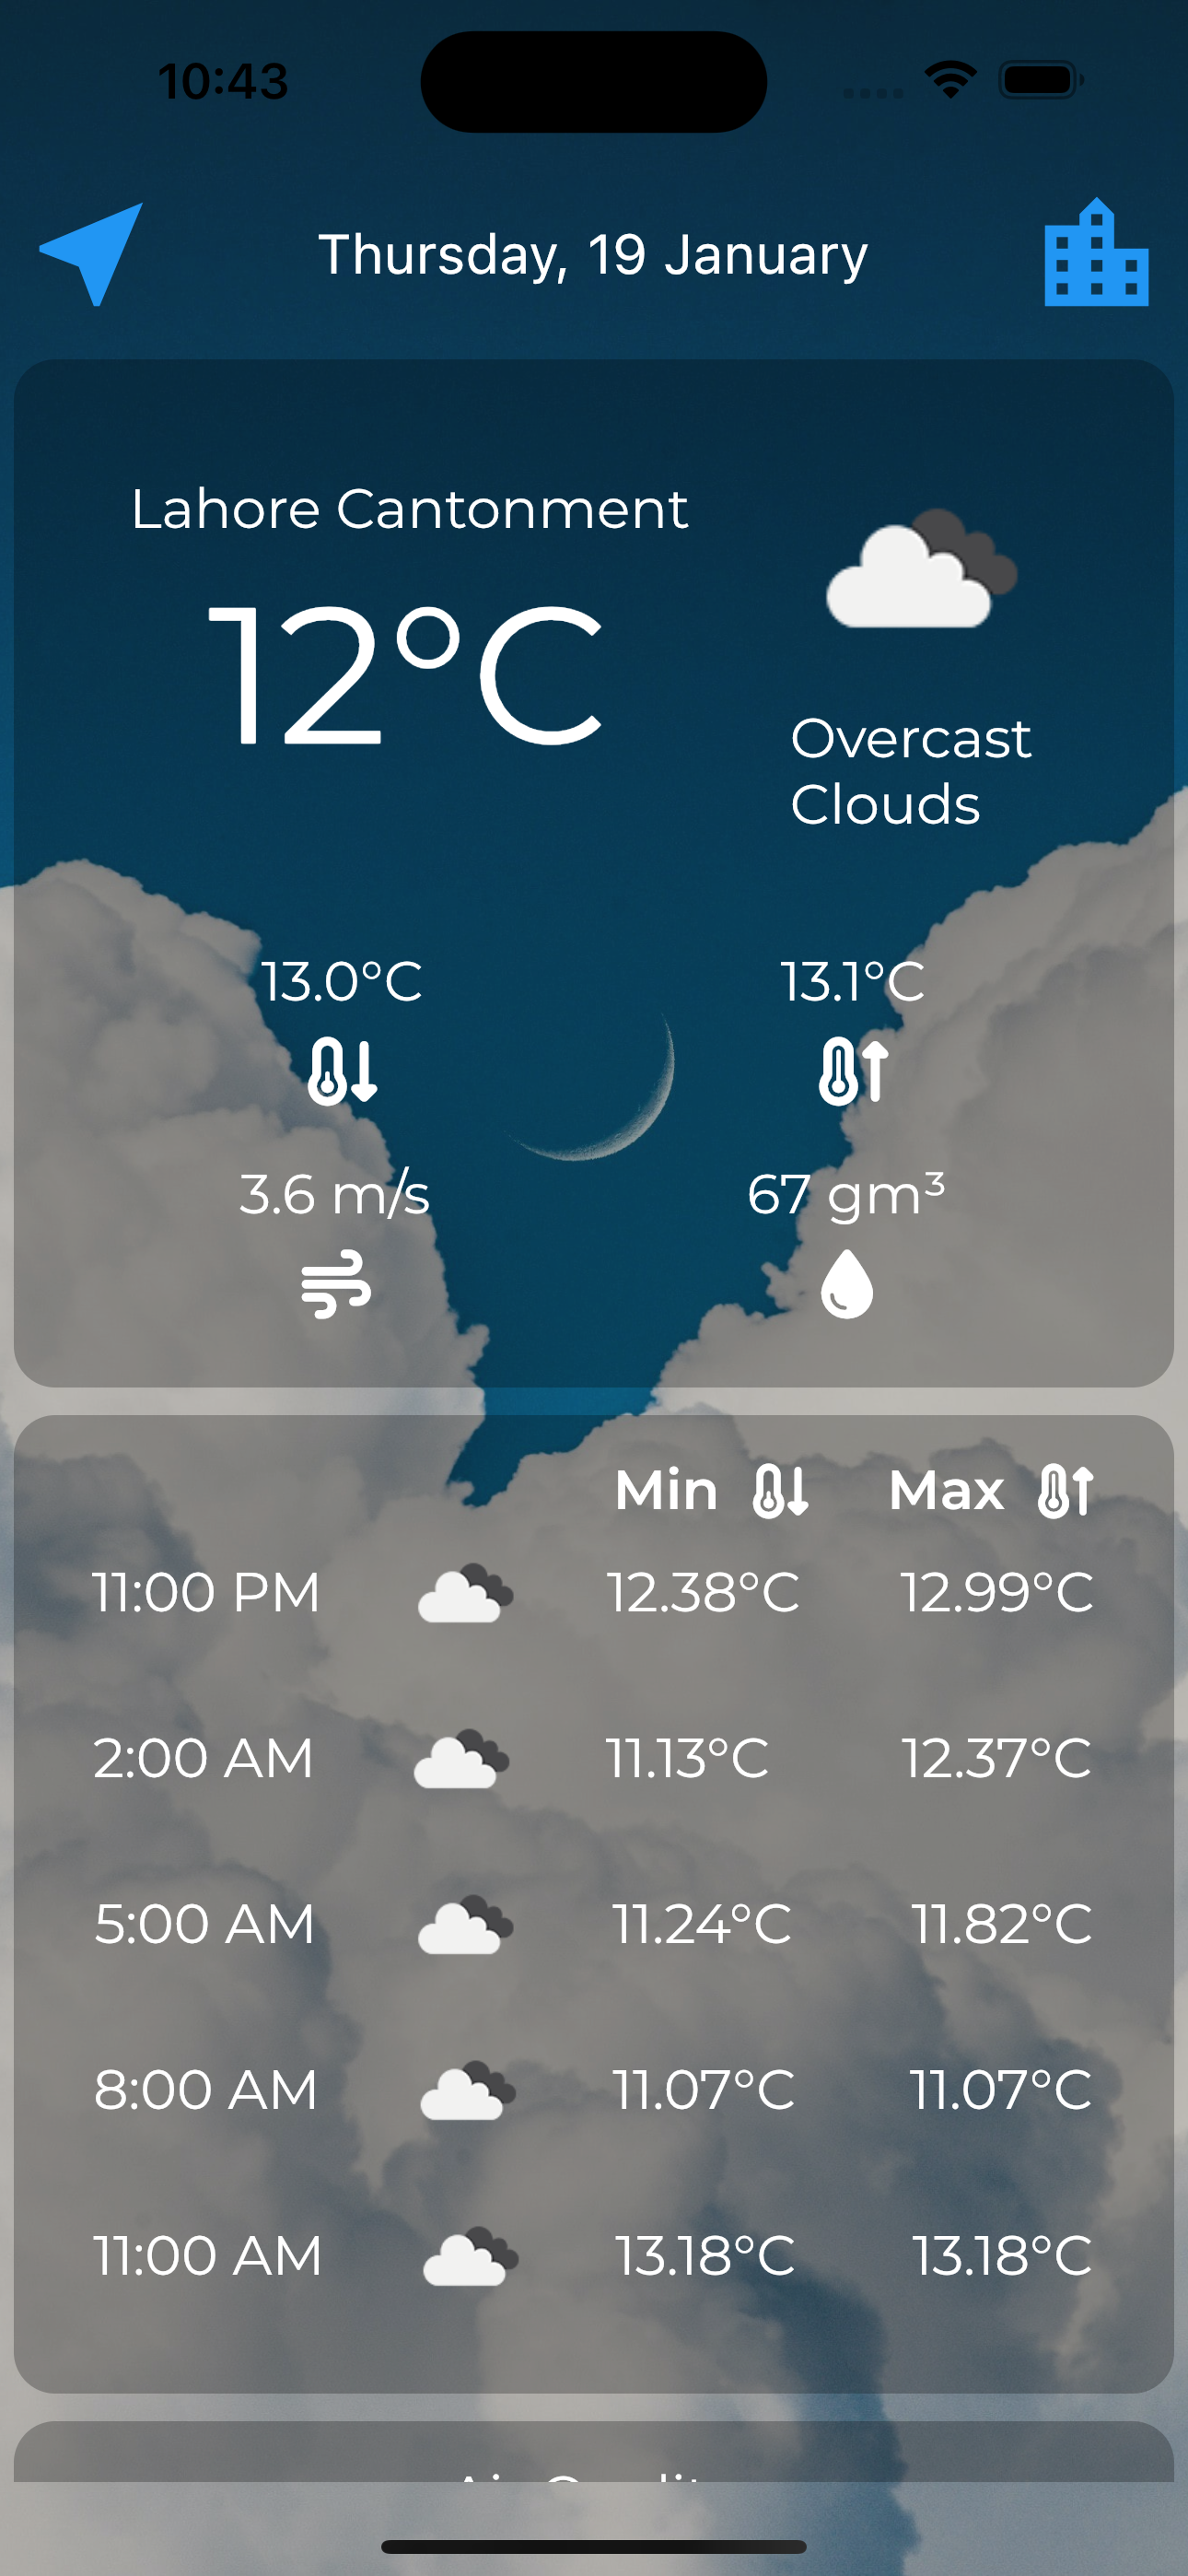 10:43
Thursday, 19 January
Lahore Cantonment
12°C
Overcast
Clouds
13.0°C 13.1°C
3.6 m/s 67 gm³
Min Max
11:00 PM 12.38°C 12.99°C
2:00 AM 11.13°C 12.37°C
5:00 AM 11.24°C 11.82°C
8:00 AM 11.07°C 11.07°C
11:00 AM 13.18°C 13.18°C